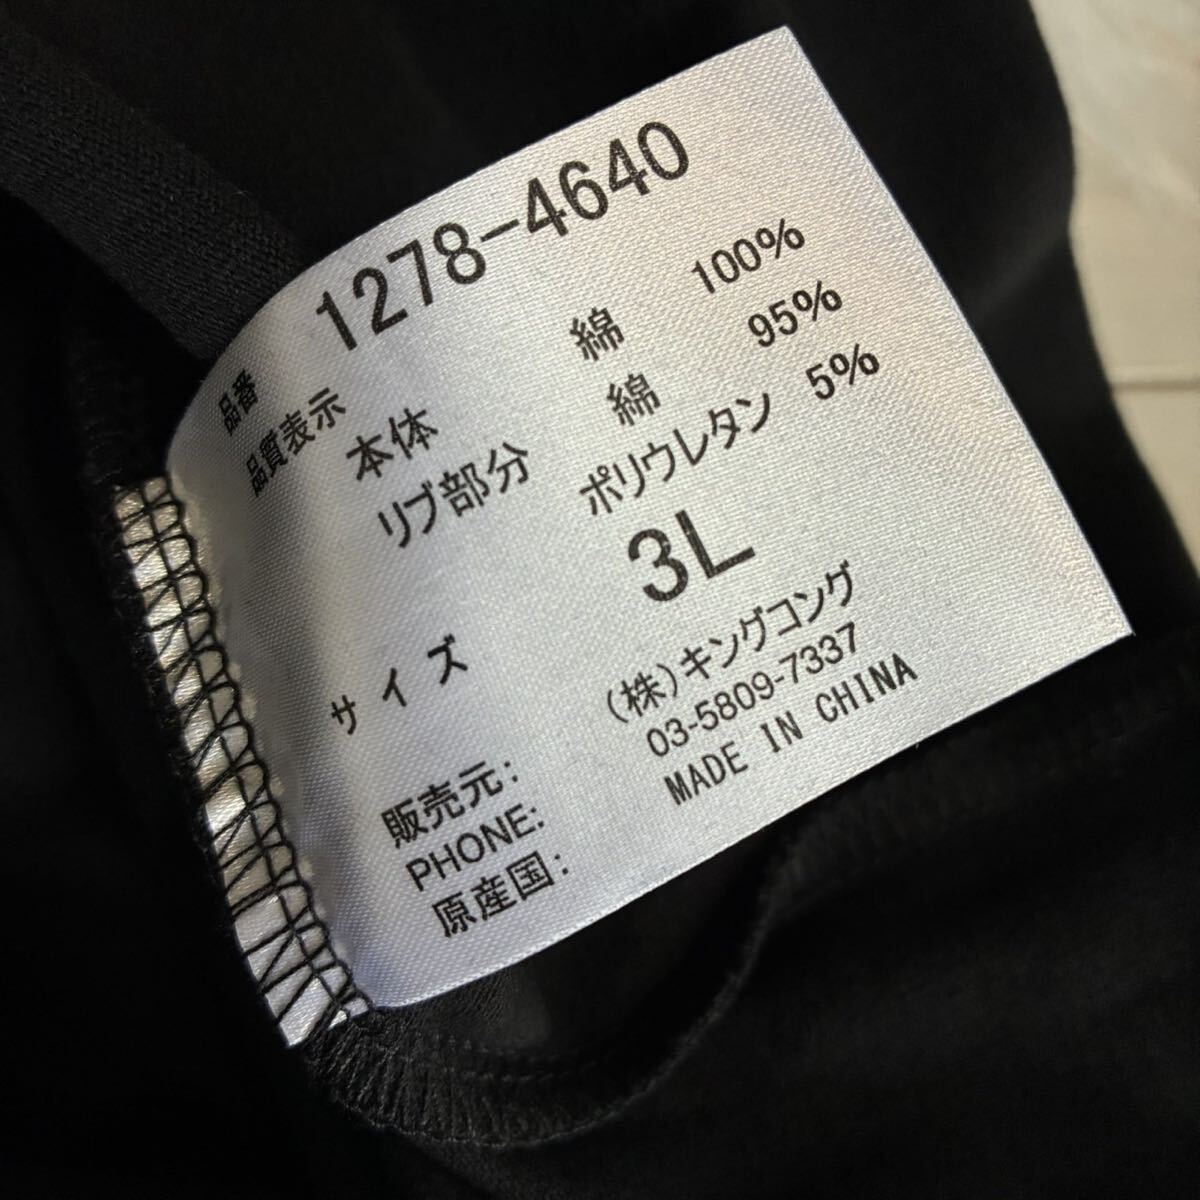 品番 1278-4640
品質表示
本体 綿 100%
リブ部分 綿 95%
ポリウレタン 5%
サイズ 3L
販売元: (株)キングコング
PHONE: 03-5809-7337
原産国: MADE IN CHINA